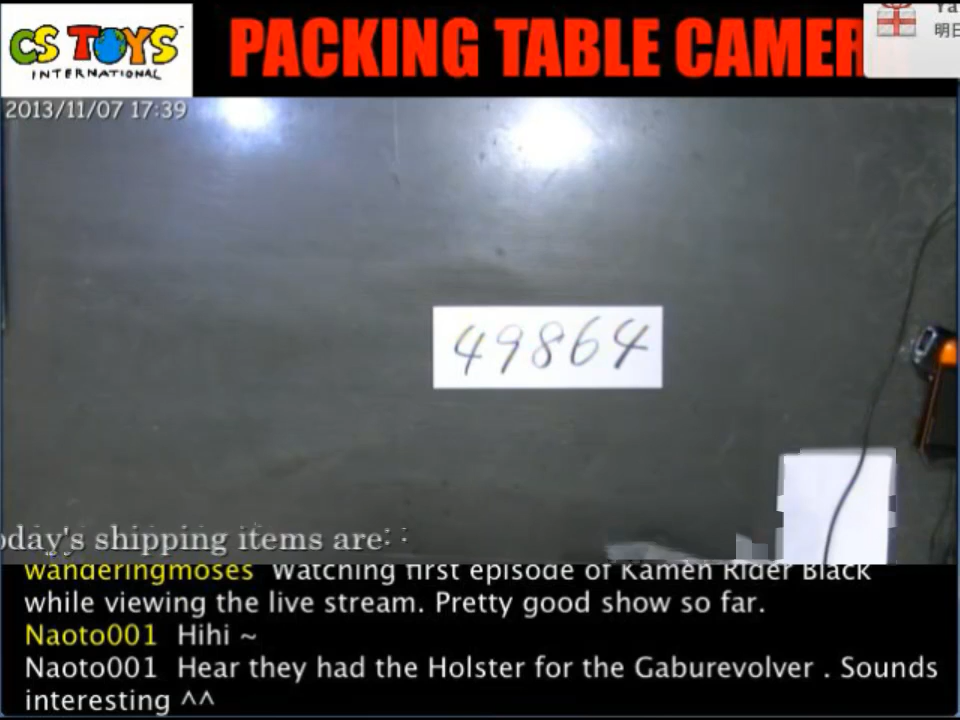 CS TOYS
INTERNATIONAL
PACKING TABLE CAMER
明日
2013/11/07 17:39
49864
oday's shipping items are: :
wanderingmoses Watching first episode of Kamen Rider Black
while viewing the live stream. Pretty good show so far.
Naoto001 Hihi ~
Naoto001 Hear they had the Holster for the Gaburevolver . Sounds
interesting ^^